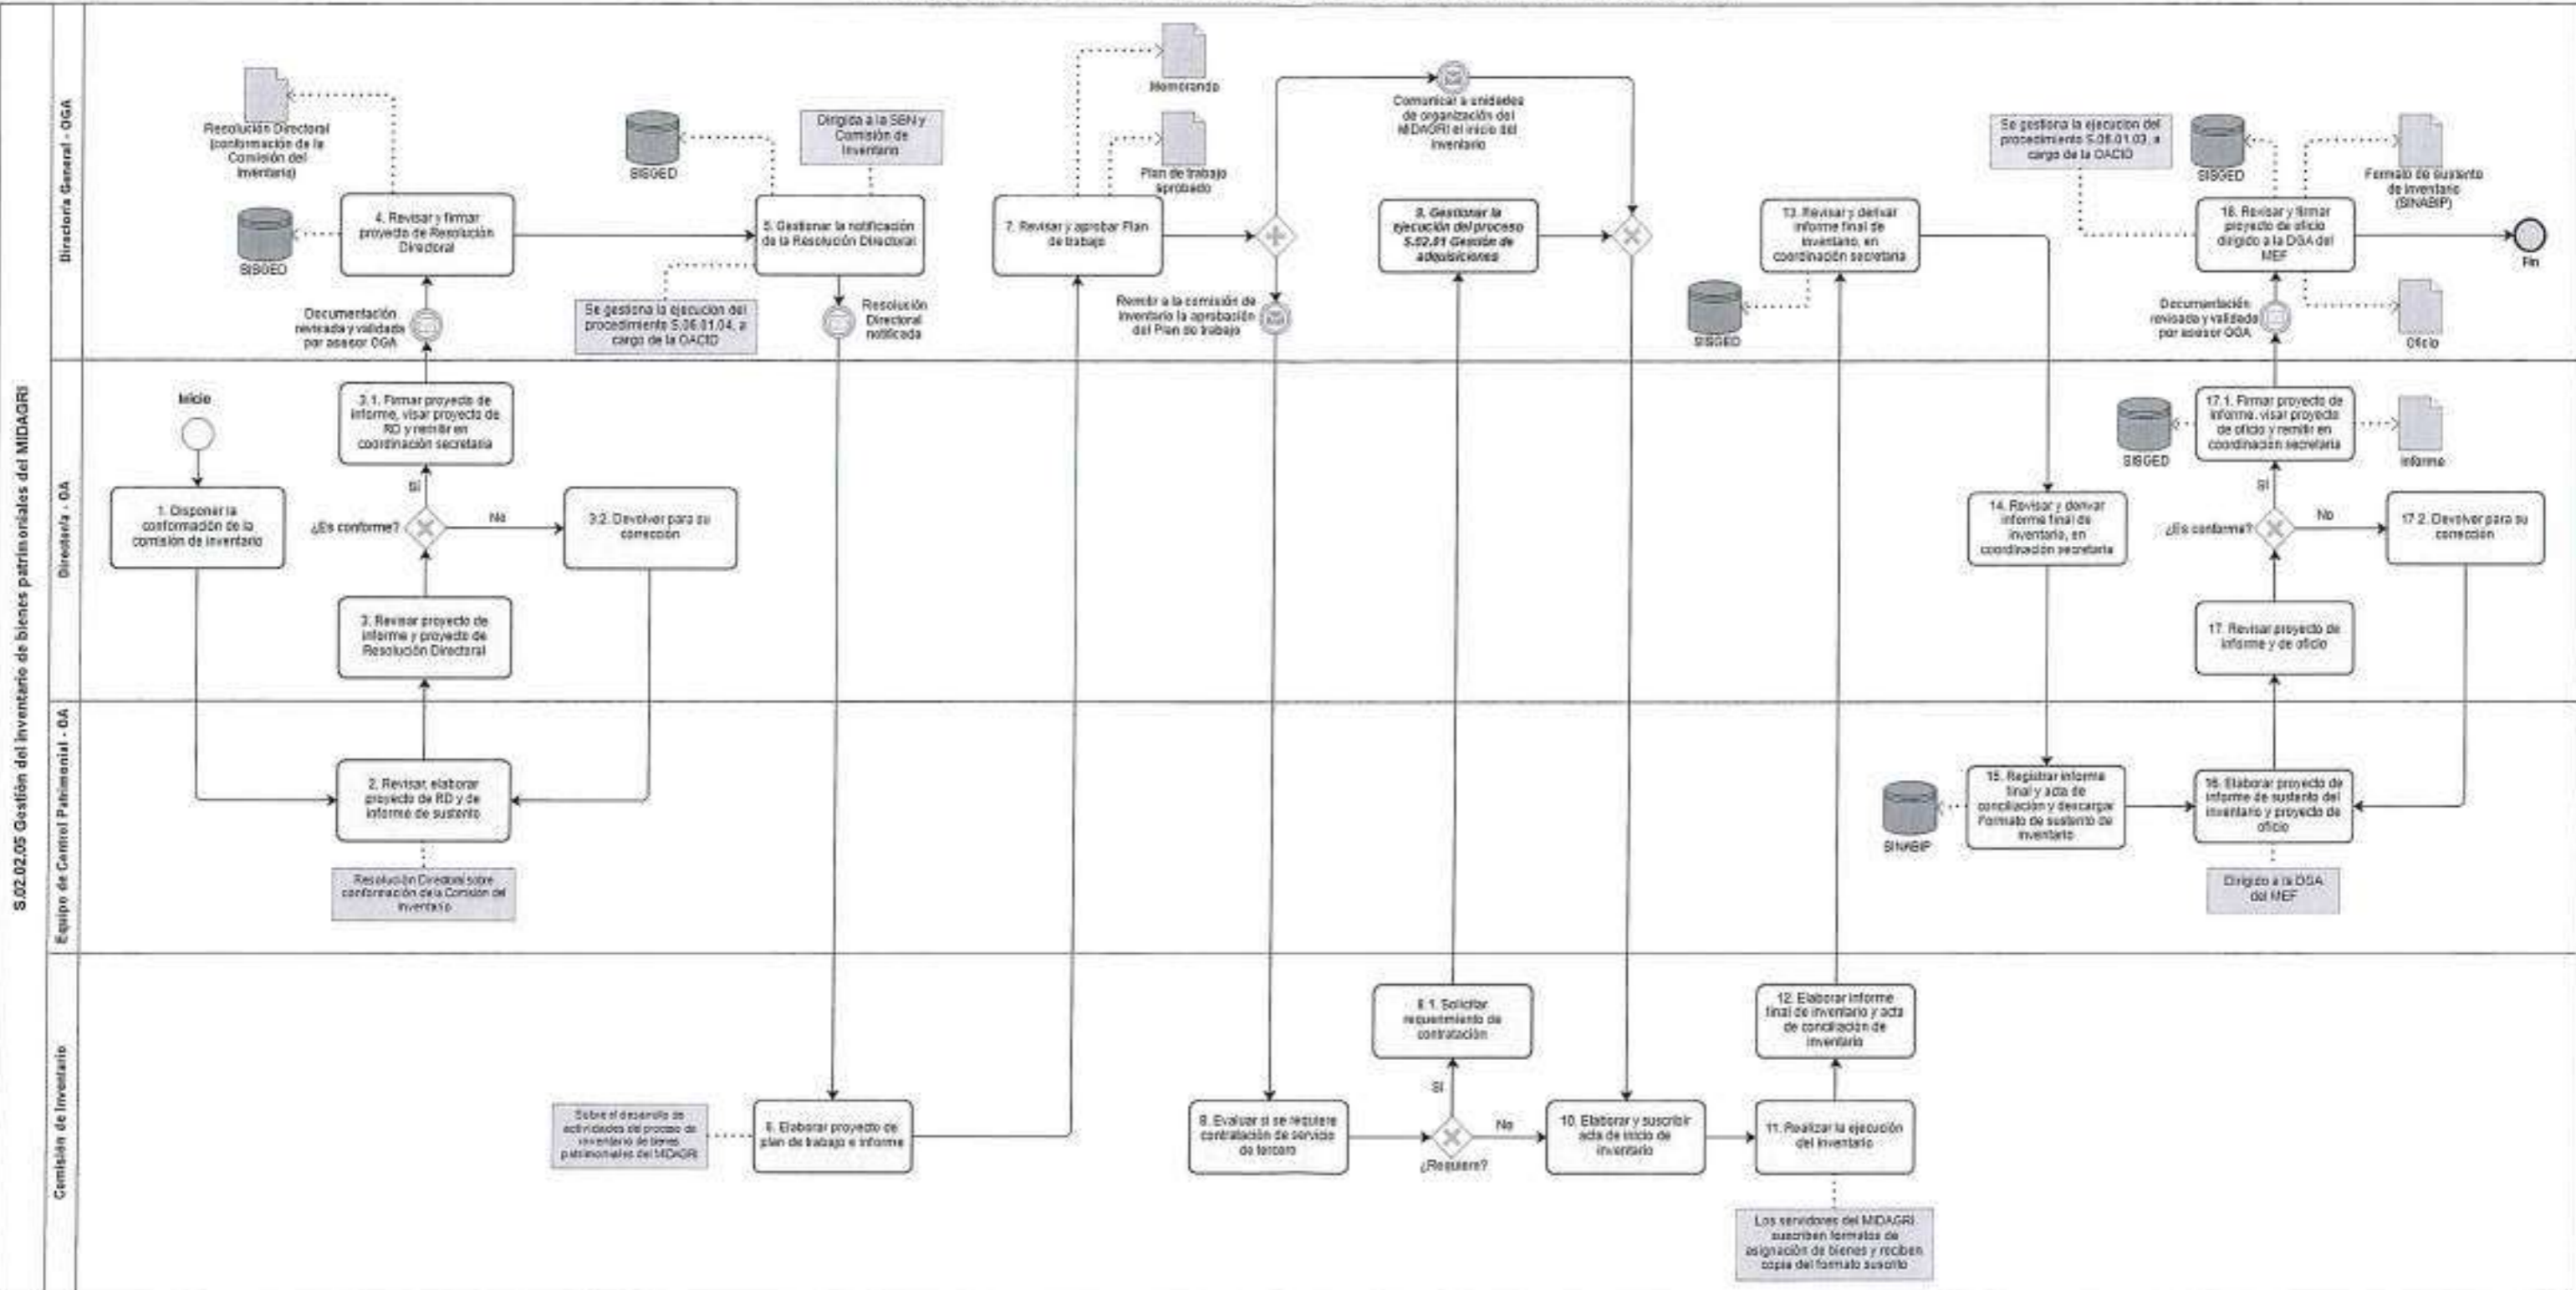 S.02.02.05 Gestión del inventario de bienes patrimoniales del MIDAGRI
Directoría General - OGA
Resolución Directoral
(conformación de la
Comisión del
Inventario)
SISGED
4. Revisar y firmar
proyecto de Resolución
Directoral
Documentación
revisada y validada
por asesor OGA
SISGED
Dirigida a la SBN y
Comisión de
Inventario
5. Gestionar la notificación
de la Resolución Directoral
Se gestiona la ejecución del
procedimiento S.06.01.04, a
cargo de la OACID
Resolución
Directoral
notificada
Memorando
Plan de trabajo
aprobado
7. Revisar y aprobar Plan
de trabajo
Comunicar a unidades
de organización del
MIDAGRI el inicio del
inventario
Remitir a la comisión de
inventario la aprobación
del Plan de trabajo
9. Gestionar la
ejecución del proceso
S.02.01 Gestión de
adquisiciones
13. Revisar y derivar
informe final de
inventario, en
coordinación secretaria
SISGED
Se gestiona la ejecución del
procedimiento S.06.01.03, a
cargo de la OACID
SISGED
Formato de sustento
de inventario
(SINABIP)
18. Revisar y firmar
proyecto de oficio
dirigido a la DGA del
MEF
Fin
Documentación
revisada y validada
por asesor OGA
Oficio
Director/a - OA
Inicio
1. Disponer la
conformación de la
comisión de inventario
3.1. Firmar proyecto de
informe, visar proyecto de
RD y remitir en
coordinación secretaria
Sí
¿Es conforme?
No
3.2. Devolver para su
corrección
3. Revisar proyecto de
informe y proyecto de
Resolución Directoral
14. Revisar y derivar
informe final de
inventario, en
coordinación secretaria
SISGED
17.1. Firmar proyecto de
informe, visar proyecto
de oficio y remitir en
coordinación secretaria
Informe
Sí
¿Es conforme?
No
17.2. Devolver para su
corrección
17. Revisar proyecto de
informe y de oficio
Equipo de Control Patrimonial - OA
2. Revisar, elaborar
proyecto de RD y de
informe de sustento
Resolución Directoral sobre
conformación de la Comisión del
Inventario
SINABIP
15. Registrar informe
final y acta de
conciliación y descargar
Formato de sustento de
inventario
16. Elaborar proyecto de
informe de sustento del
inventario y proyecto de
oficio
Dirigido a la DGA
del MEF
Comisión de Inventario
Sobre el desarrollo de
actividades del proceso de
inventario de bienes
patrimoniales del MIDAGRI
6. Elaborar proyecto de
plan de trabajo e informe
8. Evaluar si se requiere
contratación de servicio
de tercero
8.1. Solicitar
requerimiento de
contratación
Sí
¿Requiere?
No
10. Elaborar y suscribir
acta de inicio de
inventario
12. Elaborar informe
final de inventario y acta
de conciliación de
inventario
11. Realizar la ejecución
del inventario
Los servidores del MIDAGRI
suscriben formatos de
asignación de bienes y reciben
copia del formato suscrito